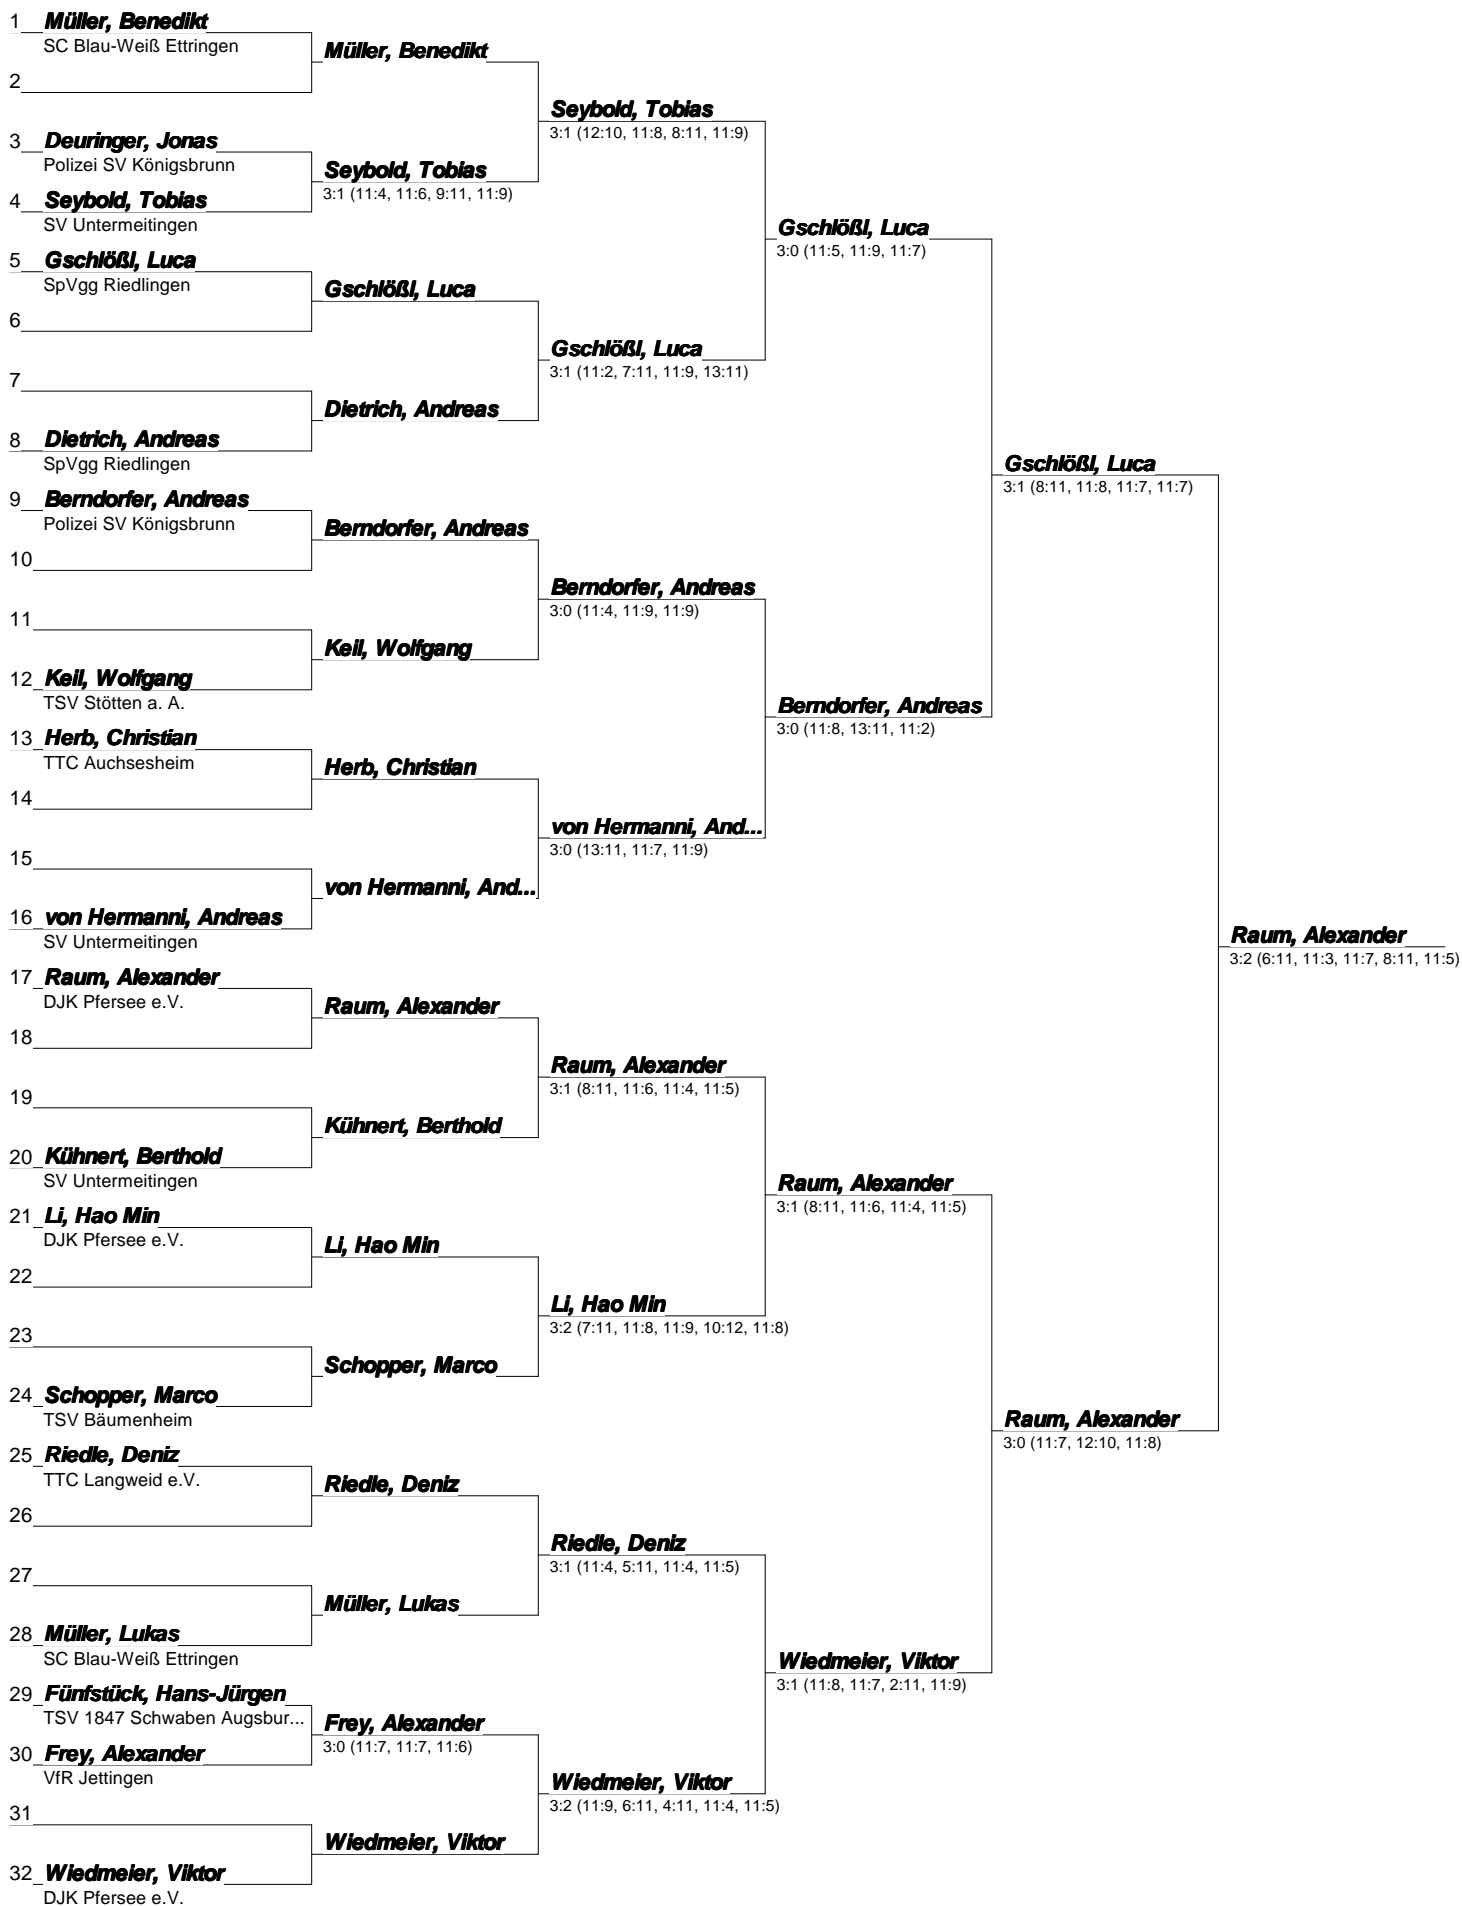 1 Müller, Benedikt
SC Blau-Weiß Ettringen
Müller, Benedikt
2
Seybold, Tobias
3:1 (12:10, 11:8, 8:11, 11:9)
3 Deuringer, Jonas
Polizei SV Königsbrunn
Seybold, Tobias
3:1 (11:4, 11:6, 9:11, 11:9)
4 Seybold, Tobias
SV Untermeitingen
Gschlößl, Luca
3:0 (11:5, 11:9, 11:7)
5 Gschlößl, Luca
SpVgg Riedlingen
Gschlößl, Luca
6
Gschlößl, Luca
3:1 (11:2, 7:11, 11:9, 13:11)
7
Dietrich, Andreas
8 Dietrich, Andreas
SpVgg Riedlingen
Gschlößl, Luca
3:1 (8:11, 11:8, 11:7, 11:7)
9 Berndorfer, Andreas
Polizei SV Königsbrunn
Berndorfer, Andreas
10
Berndorfer, Andreas
3:0 (11:4, 11:9, 11:9)
11
Keil, Wolfgang
12 Keil, Wolfgang
TSV Stötten a. A.
Berndorfer, Andreas
3:0 (11:8, 13:11, 11:2)
13 Herb, Christian
TTC Auchsesheim
Herb, Christian
14
von Hermanni, And...
3:0 (13:11, 11:7, 11:9)
15
von Hermanni, And...
16 von Hermanni, Andreas
SV Untermeitingen
Raum, Alexander
3:2 (6:11, 11:3, 11:7, 8:11, 11:5)
17 Raum, Alexander
DJK Pfersee e.V.
Raum, Alexander
18
Raum, Alexander
3:1 (8:11, 11:6, 11:4, 11:5)
19
Kühnert, Berthold
20 Kühnert, Berthold
SV Untermeitingen
Raum, Alexander
3:1 (8:11, 11:6, 11:4, 11:5)
21 Li, Hao Min
DJK Pfersee e.V.
Li, Hao Min
22
Li, Hao Min
3:2 (7:11, 11:8, 11:9, 10:12, 11:8)
23
Schopper, Marco
24 Schopper, Marco
TSV Bäumenheim
Raum, Alexander
3:0 (11:7, 12:10, 11:8)
25 Riedle, Deniz
TTC Langweid e.V.
Riedle, Deniz
26
Riedle, Deniz
3:1 (11:4, 5:11, 11:4, 11:5)
27
Müller, Lukas
28 Müller, Lukas
SC Blau-Weiß Ettringen
Wiedmeier, Viktor
3:1 (11:8, 11:7, 2:11, 11:9)
29 Fünfstück, Hans-Jürgen
TSV 1847 Schwaben Augsbur...
Frey, Alexander
3:0 (11:7, 11:7, 11:6)
30 Frey, Alexander
VfR Jettingen
Wiedmeier, Viktor
3:2 (11:9, 6:11, 4:11, 11:4, 11:5)
31
Wiedmeier, Viktor
32 Wiedmeier, Viktor
DJK Pfersee e.V.